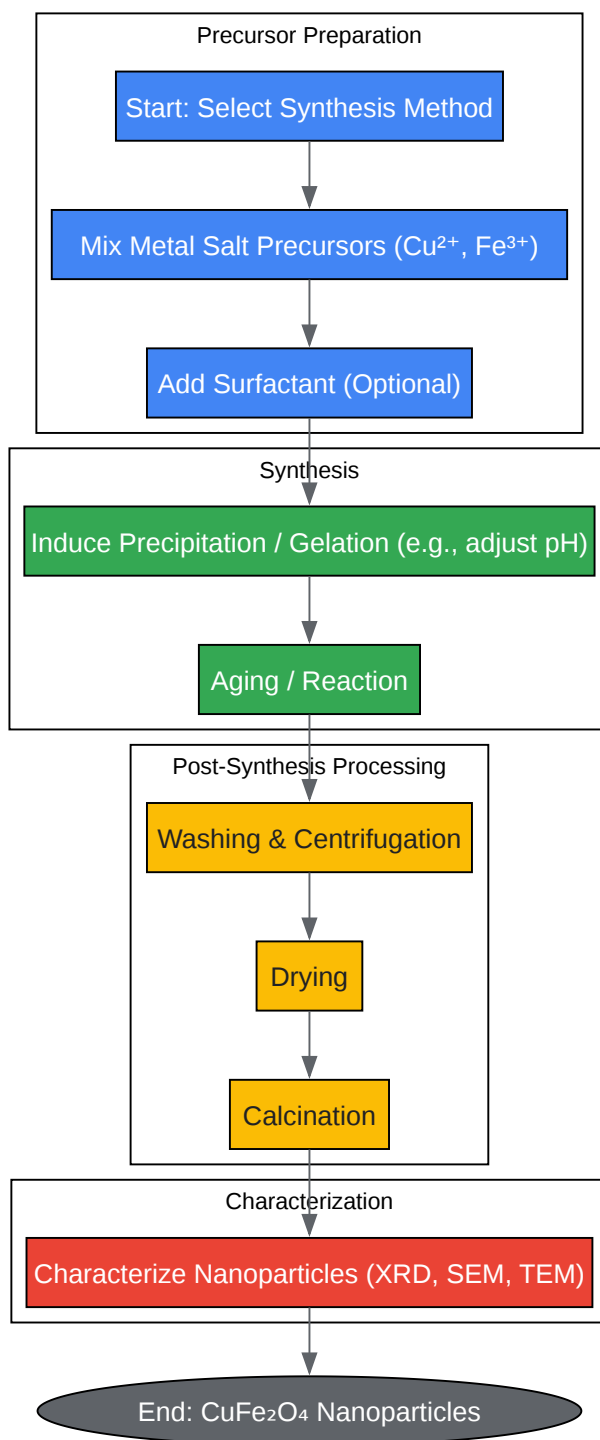 Precursor Preparation
Start: Select Synthesis Method
Mix Metal Salt Precursors (Cu²⁺, Fe³⁺)
Add Surfactant (Optional)
Synthesis
Induce Precipitation / Gelation (e.g., adjust pH)
Aging / Reaction
Post-Synthesis Processing
Washing & Centrifugation
Drying
Calcination
Characterization
Characterize Nanoparticles (XRD, SEM, TEM)
End: CuFe₂O₄ Nanoparticles